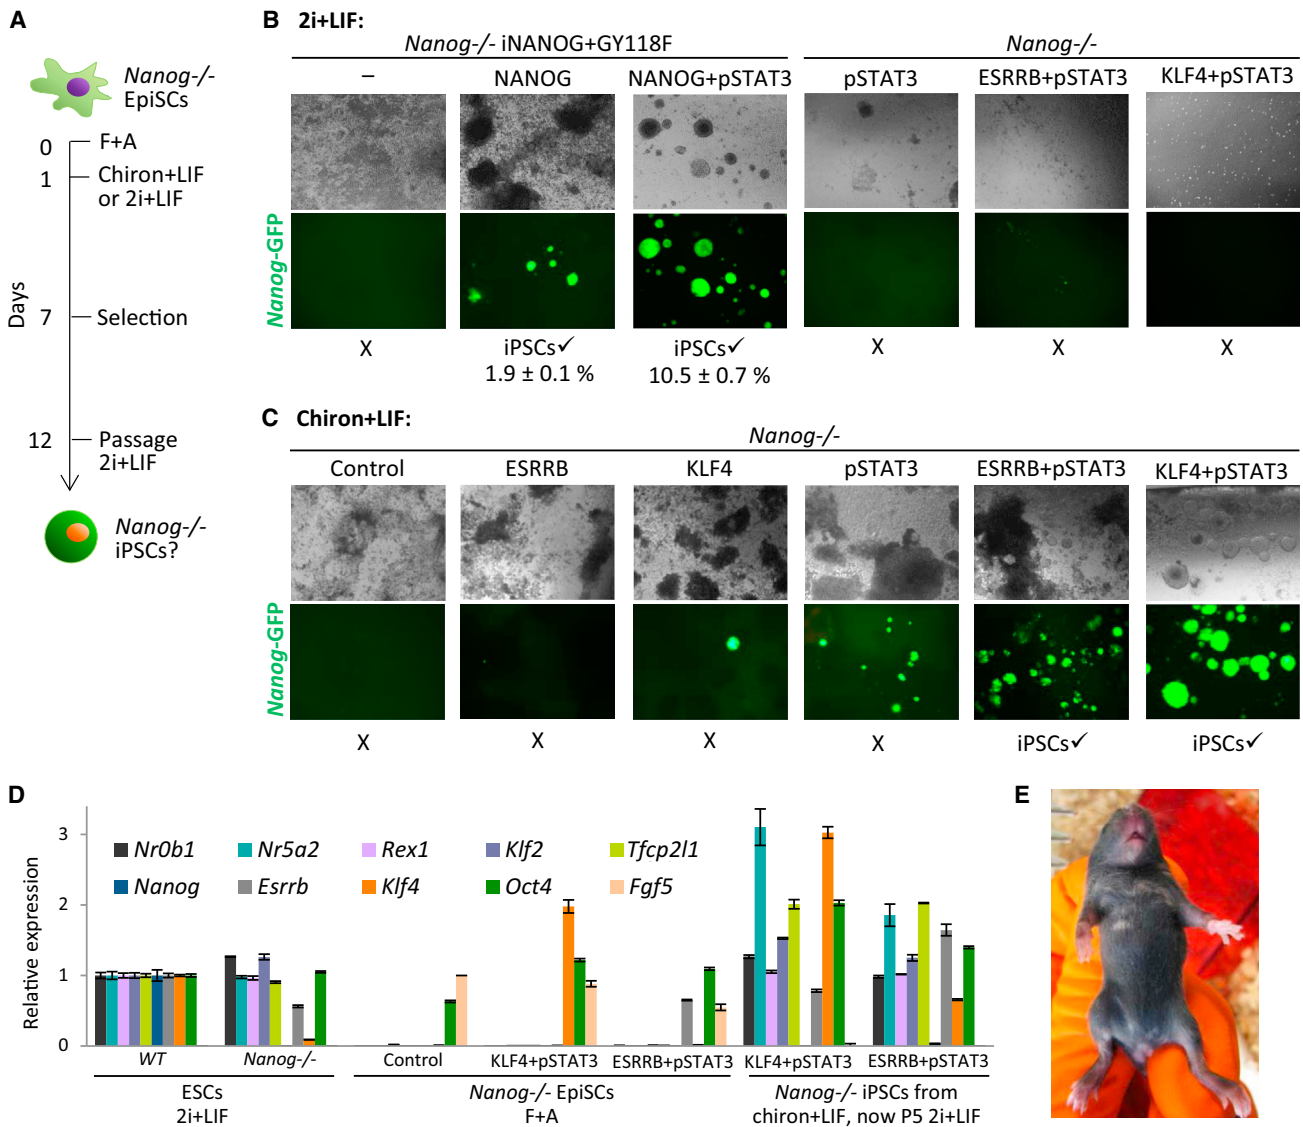 A
Nanog-/-
EpiSCs
0
F+A
1
Chiron+LIF
or 2i+LIF
Days
7
Selection
12
Passage
2i+LIF
Nanog-/-
iPSCs?
B 2i+LIF:
Nanog-/- iNANOG+GY118F
Nanog-/-
–
NANOG
NANOG+pSTAT3
pSTAT3
ESRRB+pSTAT3
KLF4+pSTAT3
Nanog-GFP
X
iPSCs✓
1.9 ± 0.1 %
iPSCs✓
10.5 ± 0.7 %
X
X
X
C Chiron+LIF:
Nanog-/-
Control
ESRRB
KLF4
pSTAT3
ESRRB+pSTAT3
KLF4+pSTAT3
Nanog-GFP
X
X
X
X
iPSCs✓
iPSCs✓
D
Relative expression
3
2
1
0
Nr0b1
Nr5a2
Rex1
Klf2
Tfcp2l1
Nanog
Esrrb
Klf4
Oct4
Fgf5
WT
Nanog-/-
Control
KLF4+pSTAT3
ESRRB+pSTAT3
KLF4+pSTAT3
ESRRB+pSTAT3
ESCs
2i+LIF
Nanog-/- EpiSCs
F+A
Nanog-/- iPSCs from
chiron+LIF, now P5 2i+LIF
E